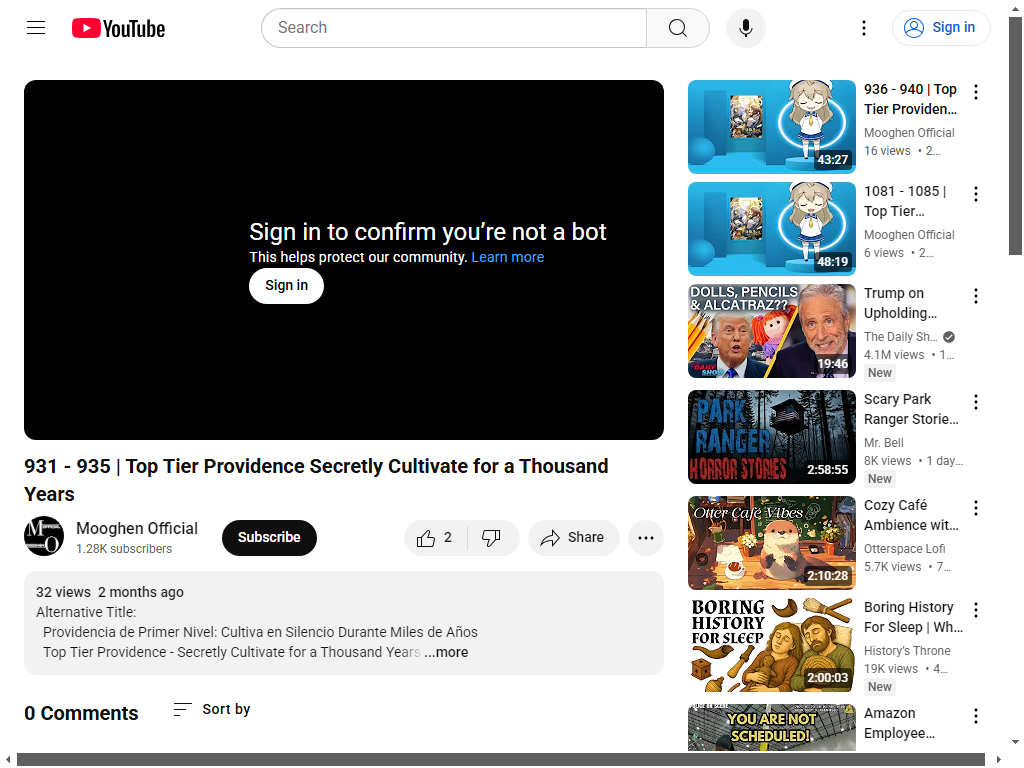 YouTube
Search
Sign in
Sign in to confirm you’re not a bot
This helps protect our community. Learn more
Sign in
931 - 935 | Top Tier Providence Secretly Cultivate for a Thousand
Years
Mooghen Official
1.28K subscribers
Subscribe
2
Share
32 views 2 months ago
Alternative Title:
Providencia de Primer Nivel: Cultiva en Silencio Durante Miles de Años
Top Tier Providence - Secretly Cultivate for a Thousand Years ...more
0 Comments
Sort by
43:27
936 - 940 | Top
Tier Providen...
Mooghen Official
16 views • 2...
48:19
1081 - 1085 |
Top Tier...
Mooghen Official
6 views • 2...
DOLLS, PENCILS
& ALCATRAZ??
DAILY
19:46
Trump on
Upholding...
The Daily Sh...
4.1M views • 1...
New
PARK
RANGER
HORROR STORIES
2:58:55
Scary Park
Ranger Storie...
Mr. Bell
8K views • 1 day...
New
Otter Café Vibes
2:10:28
Cozy Café
Ambience wit...
Otterspace Lofi
5.7K views • 7...
BORING
HISTORY
FOR SLEEP
2:00:03
Boring History
For Sleep | Wh...
History's Throne
19K views • 4...
New
YOU ARE NOT
SCHEDULED!
Amazon
Employee...